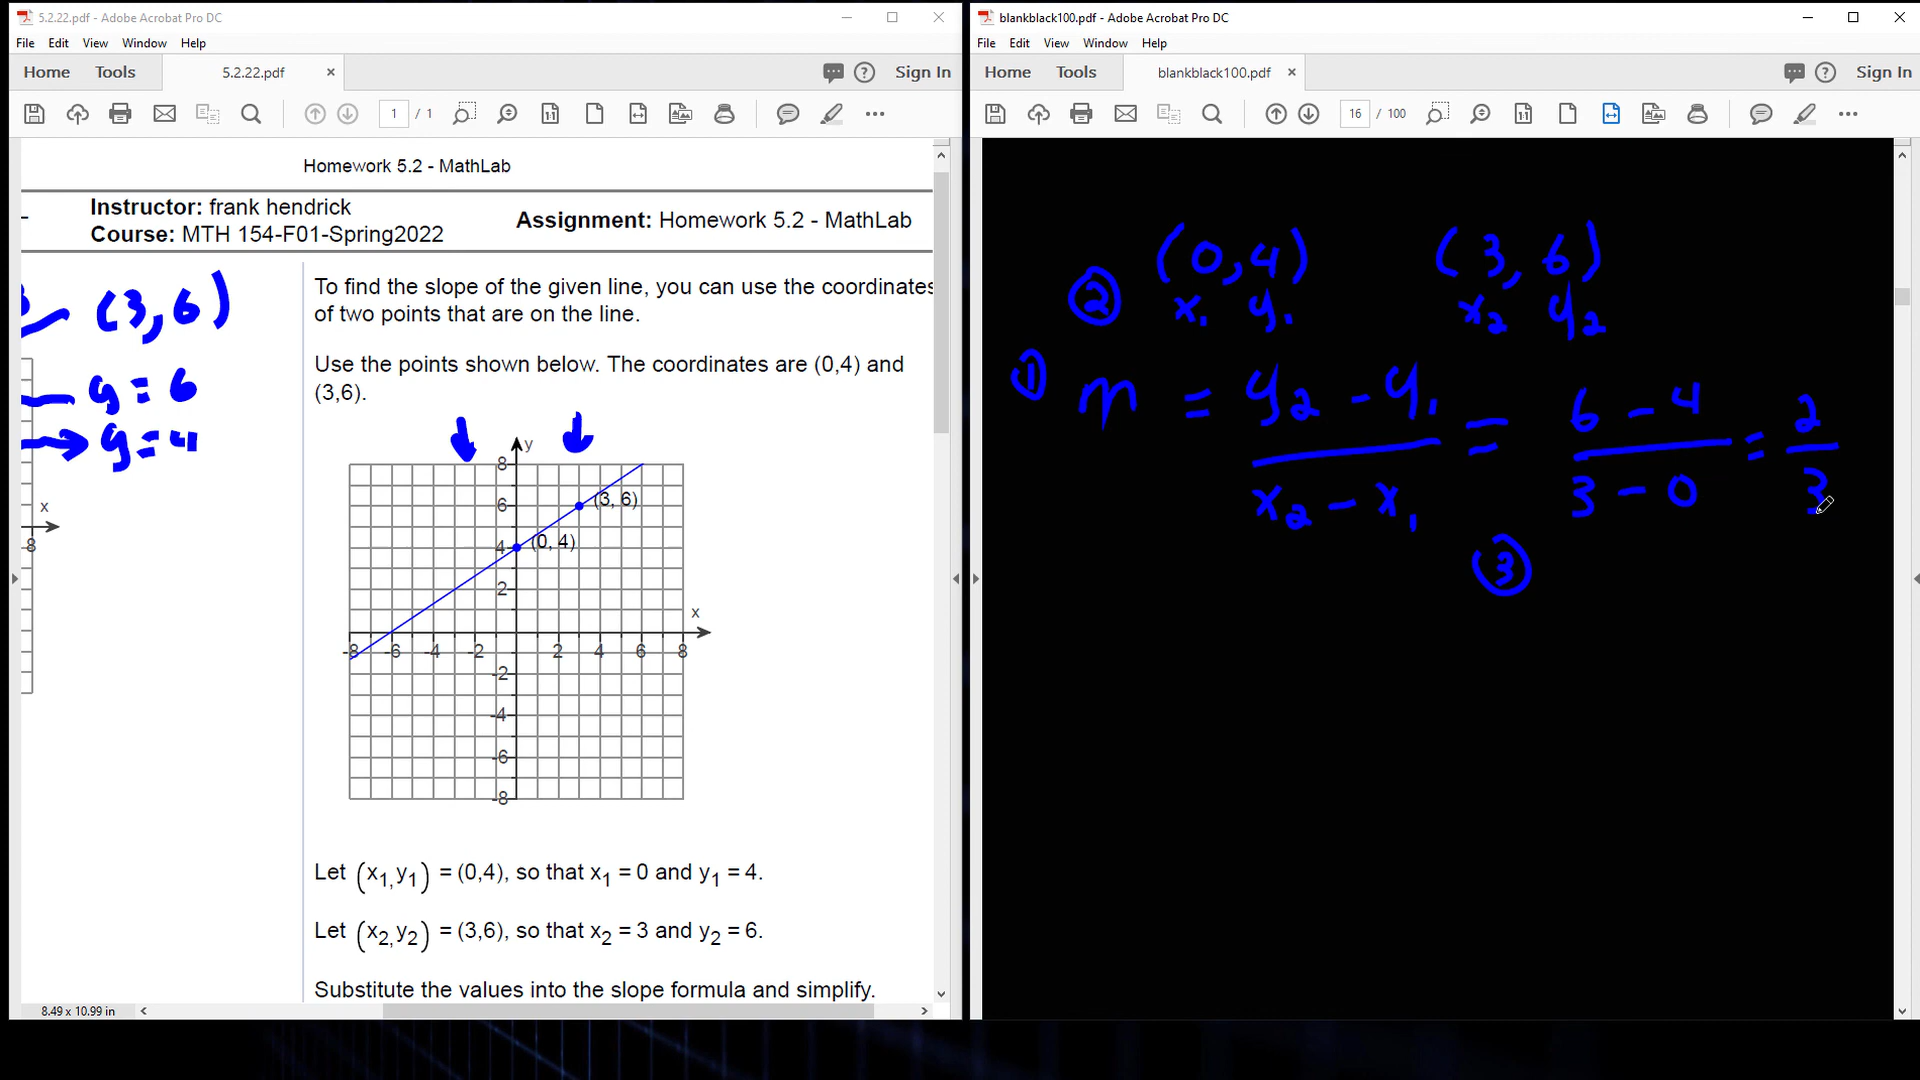 5.2.22.pdf - Adobe Acrobat Pro DC
File Edit View Window Help
Home Tools 5.2.22.pdf × Sign In
1 / 1
Homework 5.2 - MathLab
Instructor: frank hendrick
Course: MTH 154-F01-Spring2022
Assignment: Homework 5.2 - MathLab
(3,6)
y = 6
y = 4
x
8
To find the slope of the given line, you can use the coordinates
of two points that are on the line.
Use the points shown below. The coordinates are (0,4) and
(3,6).
y
8
6 (3, 6)
4 (0, 4)
2
x
-8 -6 -4 -2 2 4 6 8
-2
-4
-6
-8
Let (x1,y1) = (0,4), so that x1 = 0 and y1 = 4.
Let (x2,y2) = (3,6), so that x2 = 3 and y2 = 6.
Substitute the values into the slope formula and simplify.
8.49 x 10.99 in
blankblack100.pdf - Adobe Acrobat Pro DC
File Edit View Window Help
Home Tools blankblack100.pdf × Sign In
16 / 100
② (0,4) (3,6)
x1 y1 x2 y2
① m = y2 - y1 = 6 - 4 = 2
x2 - x1 3 - 0 3
③